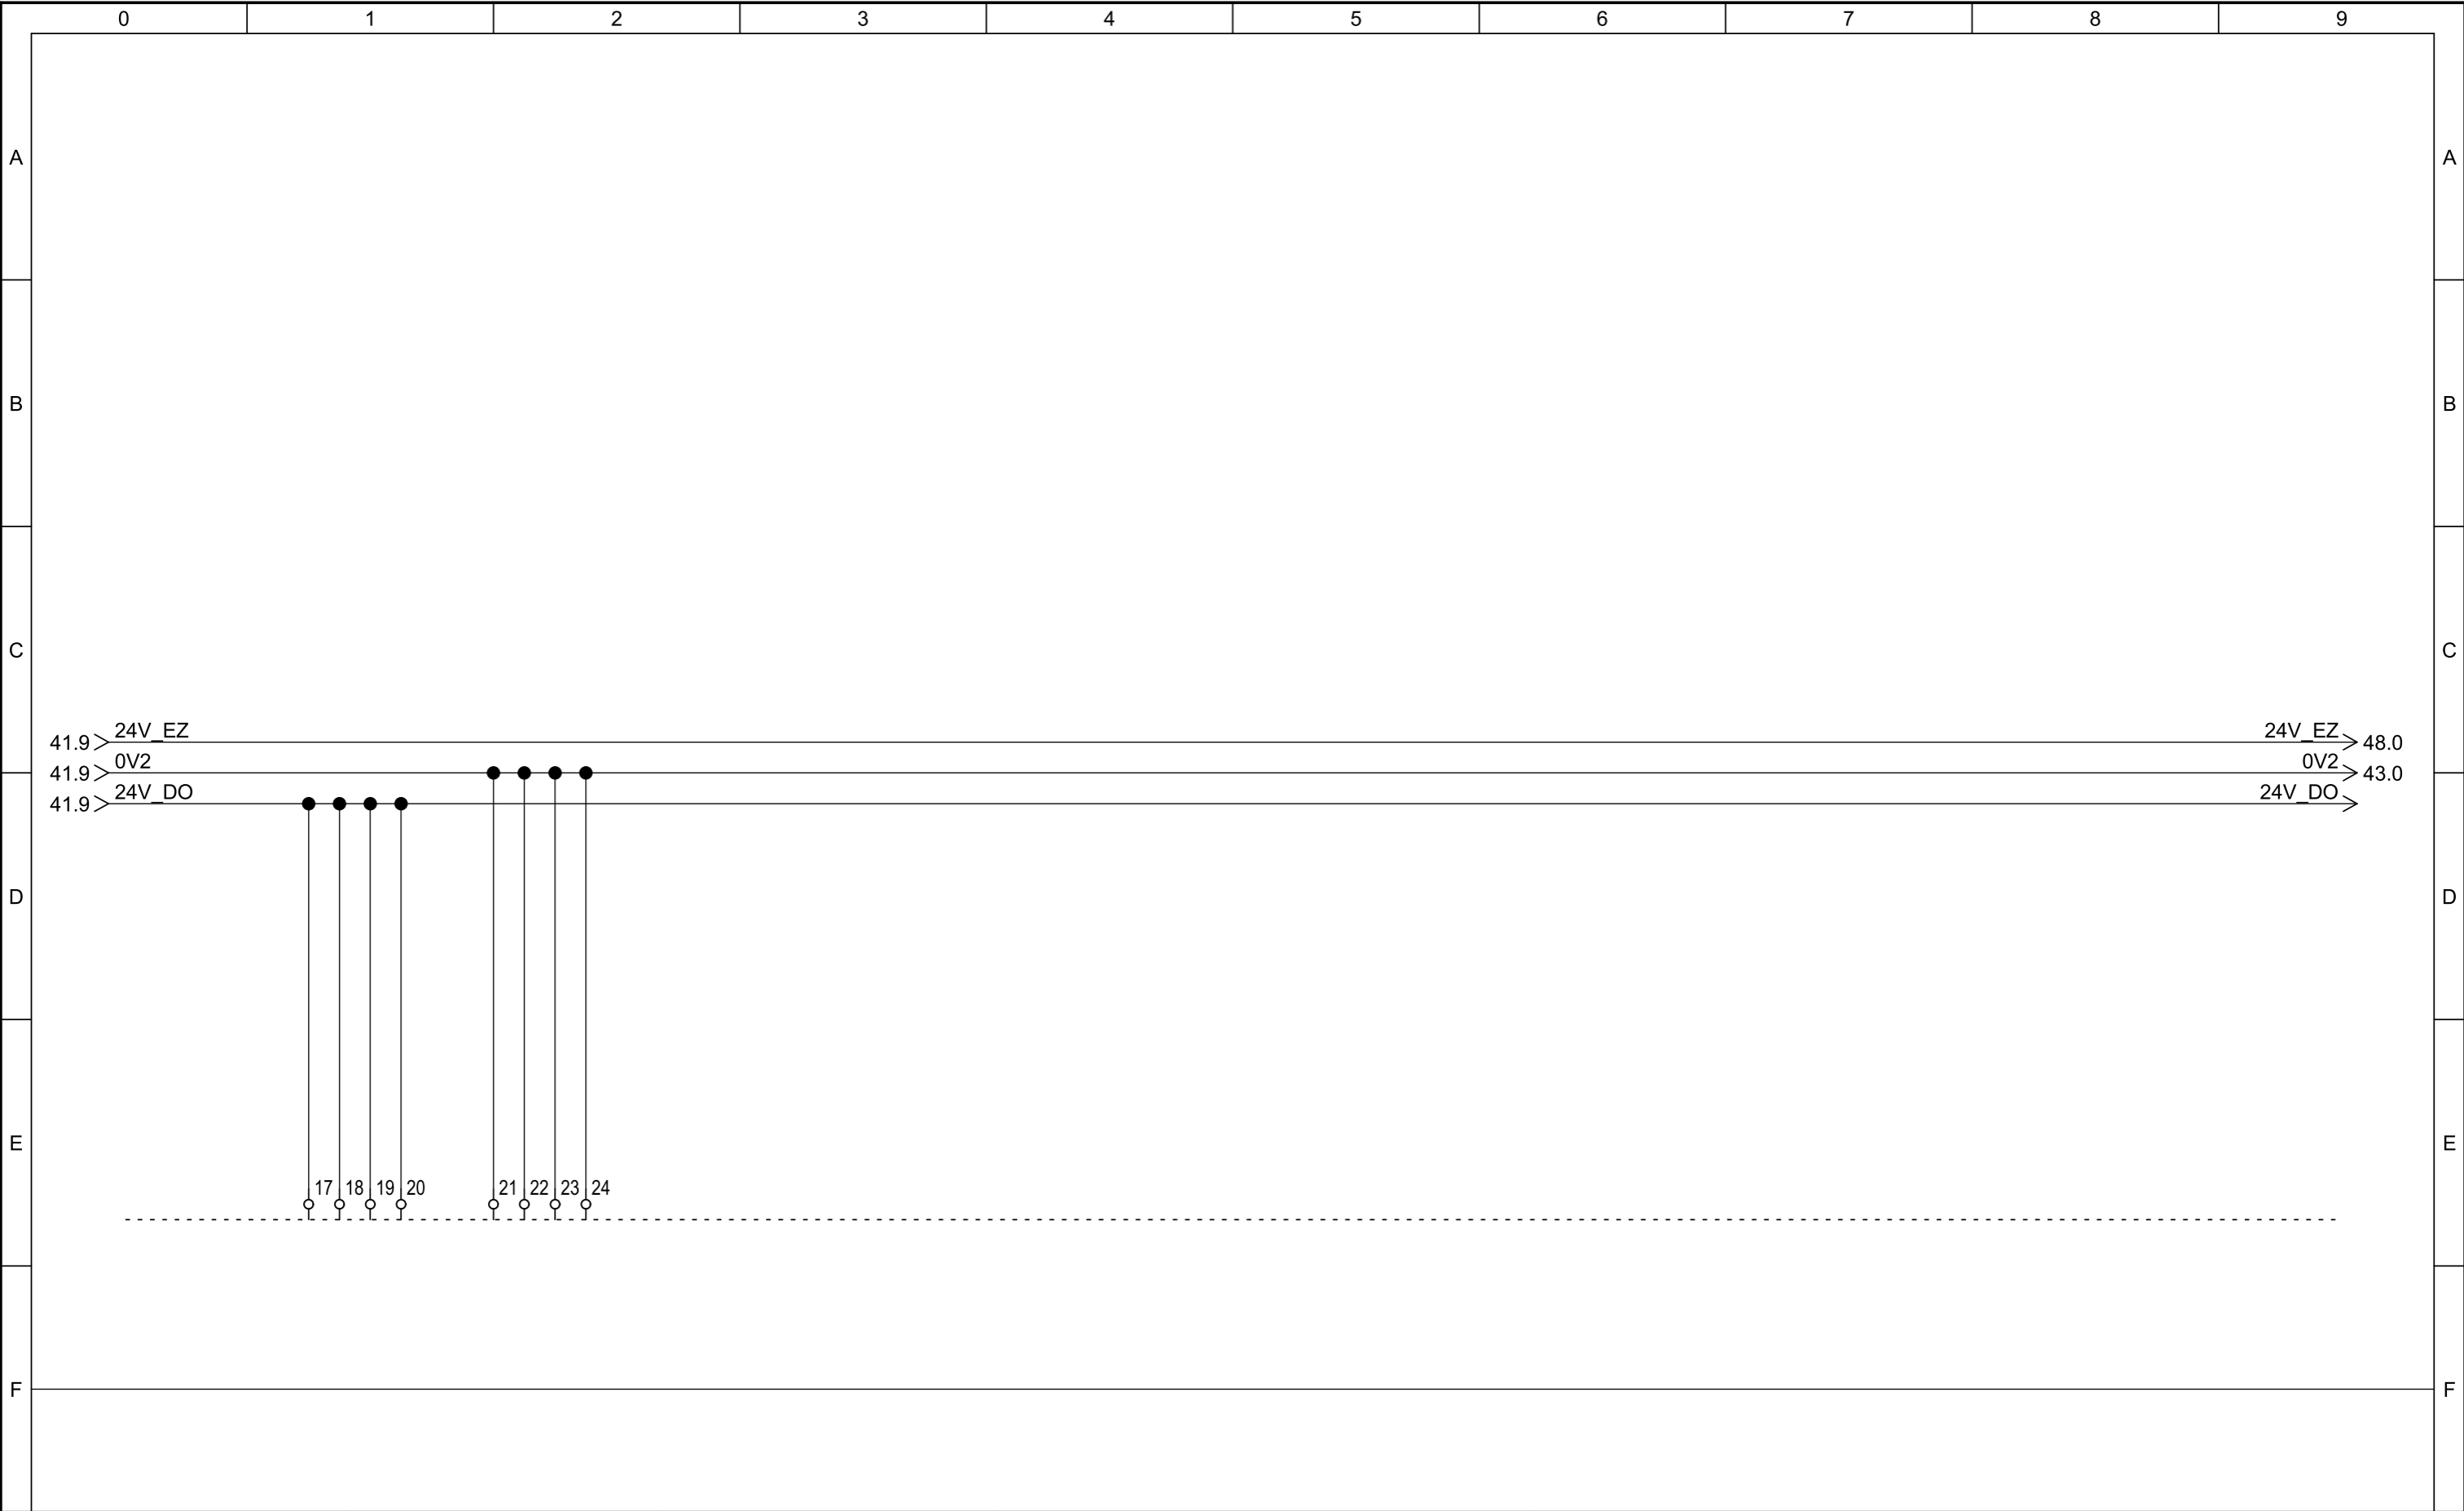 0 1 2 3 4 5 6 7 8 9
A A
B B
C C
24V_EZ 24V_EZ
41.9 48.0
0V2 0V2
41.9 43.0
24V_DO 24V_DO
41.9
D D
E E
17 18 19 20 21 22 23 24
F F